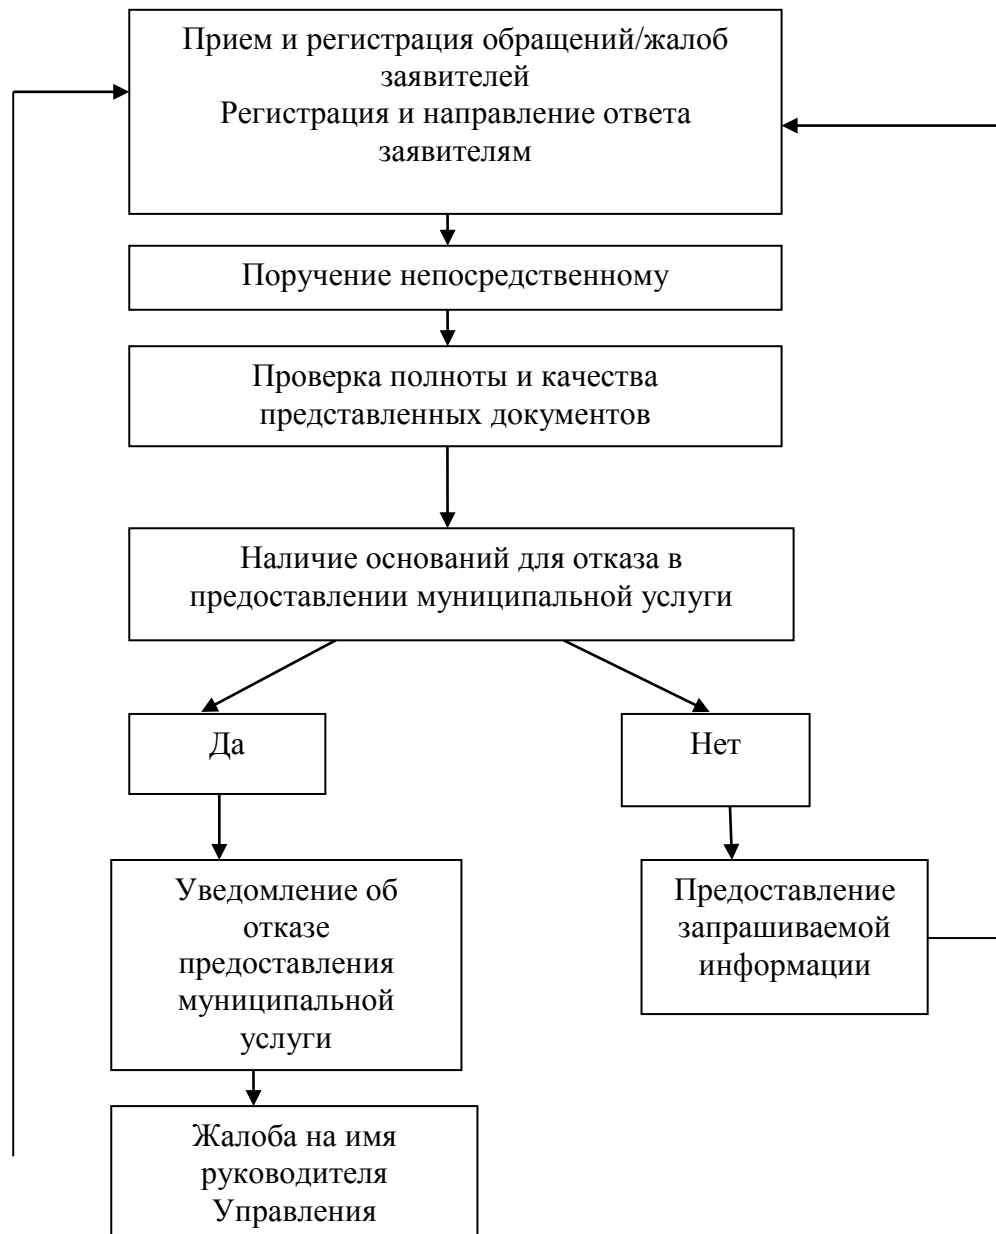 Прием и регистрация обращений/жалоб
заявителей
Регистрация и направление ответа
заявителям
Поручение непосредственному
Проверка полноты и качества
представленных документов
Наличие оснований для отказа в
предоставлении муниципальной услуги
Да
Нет
Уведомление об
отказе
предоставления
муниципальной
услуги
Предоставление
запрашиваемой
информации
Жалоба на имя
руководителя
Управления